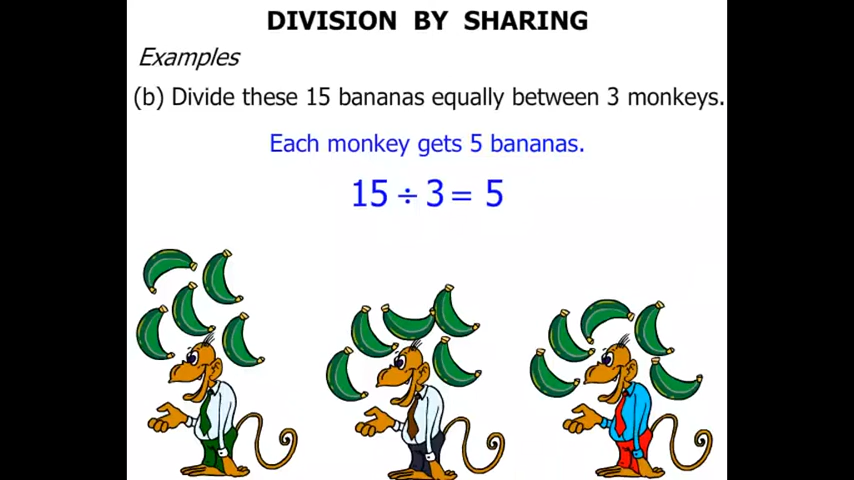 DIVISION BY SHARING
Examples
(b) Divide these 15 bananas equally between 3 monkeys.
Each monkey gets 5 bananas.
15 ÷ 3 = 5